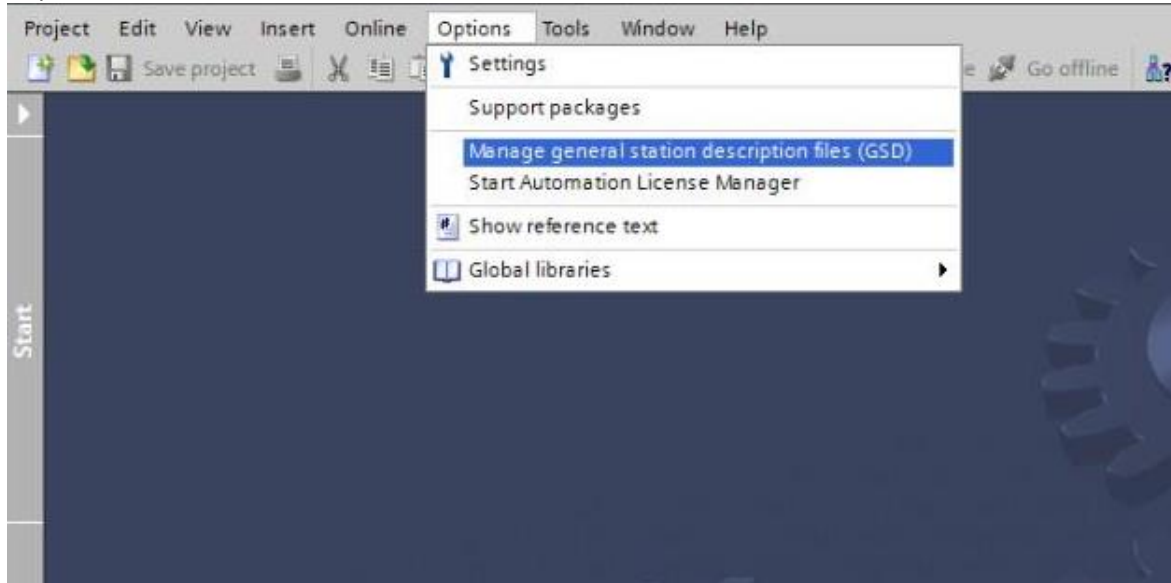 Project Edit View Insert Online Options Tools Window Help
Save project
e Go offline
Settings
Support packages
Manage general station description files (GSD)
Start Automation License Manager
Show reference text
Global libraries
Start